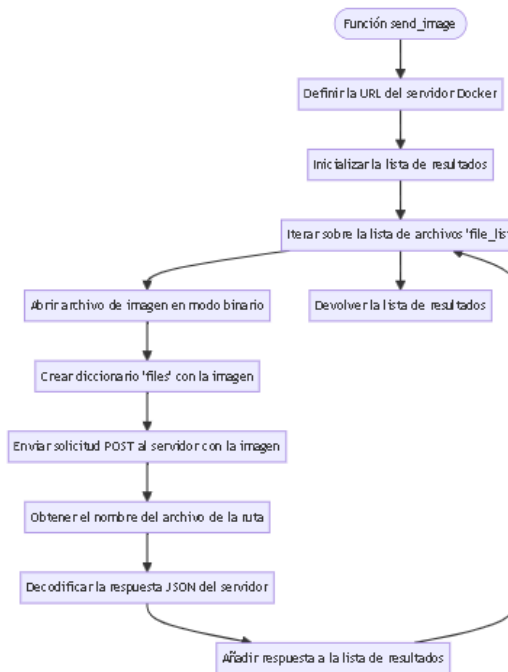 Función send_image
Definir la URL del servidor Docker
Inicializar la lista de resultados
Iterar sobre la lista de archivos 'file_list
Abrir archivo de imagen en modo binario
Devolver la lista de resultados
Crear diccionario 'files' con la imagen
Enviar solicitud POST al servidor con la imagen
Obtener el nombre del archivo de la ruta
Decodificar la respuesta JSON del servidor
Añadir respuesta a la lista de resultados